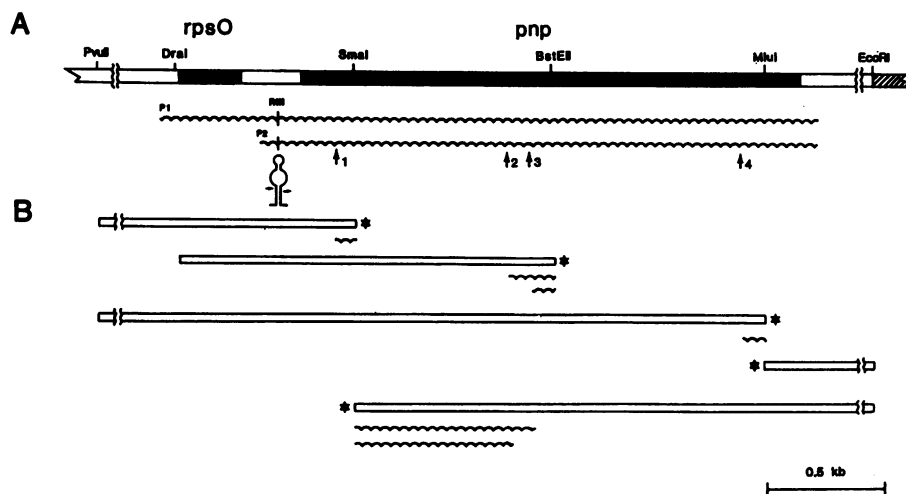 A
rpsO
pnp
PvuII
DraI
SmaI
BstEII
MluI
EcoRI
P1
RIII
P2
1
2
3
4
B
*
*
*
*
*
0.5 kb